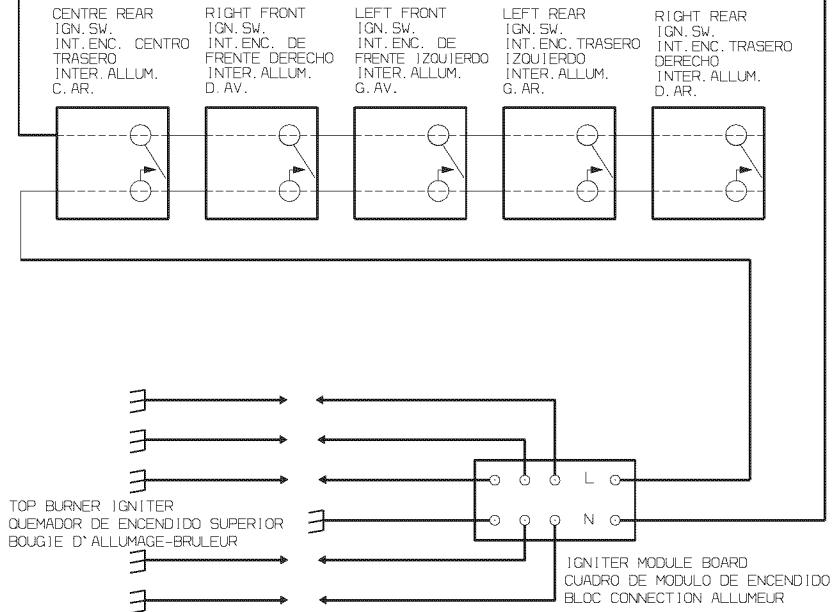 CENTRE REAR
IGN.SW.
INT.ENC. CENTRO
TRASERO
INTER.ALLUM.
C.AR.
RIGHT FRONT
IGN.SW.
INT.ENC. DE
FRENTE DERECHO
INTER.ALLUM.
D.AV.
LEFT FRONT
IGN.SW.
INT.ENC. DE
FRENTE IZQUIERDO
INTER.ALLUM.
G.AV.
LEFT REAR
IGN.SW.
INT.ENC.TRASERO
IZQUIERDO
INTER.ALLUM.
G.AR.
RIGHT REAR
IGN.SW.
INT.ENC.TRASERO
DERECHO
INTER.ALLUM.
D.AR.
L
N
TOP BURNER IGNITER
QUEMADOR DE ENCENDIDO SUPERIOR
BOUGIE D`ALLUMAGE-BRULEUR
IGNITER MODULE BOARD
CUADRO DE MODULO DE ENCENDIDO
BLOC CONNECTION ALLUMEUR